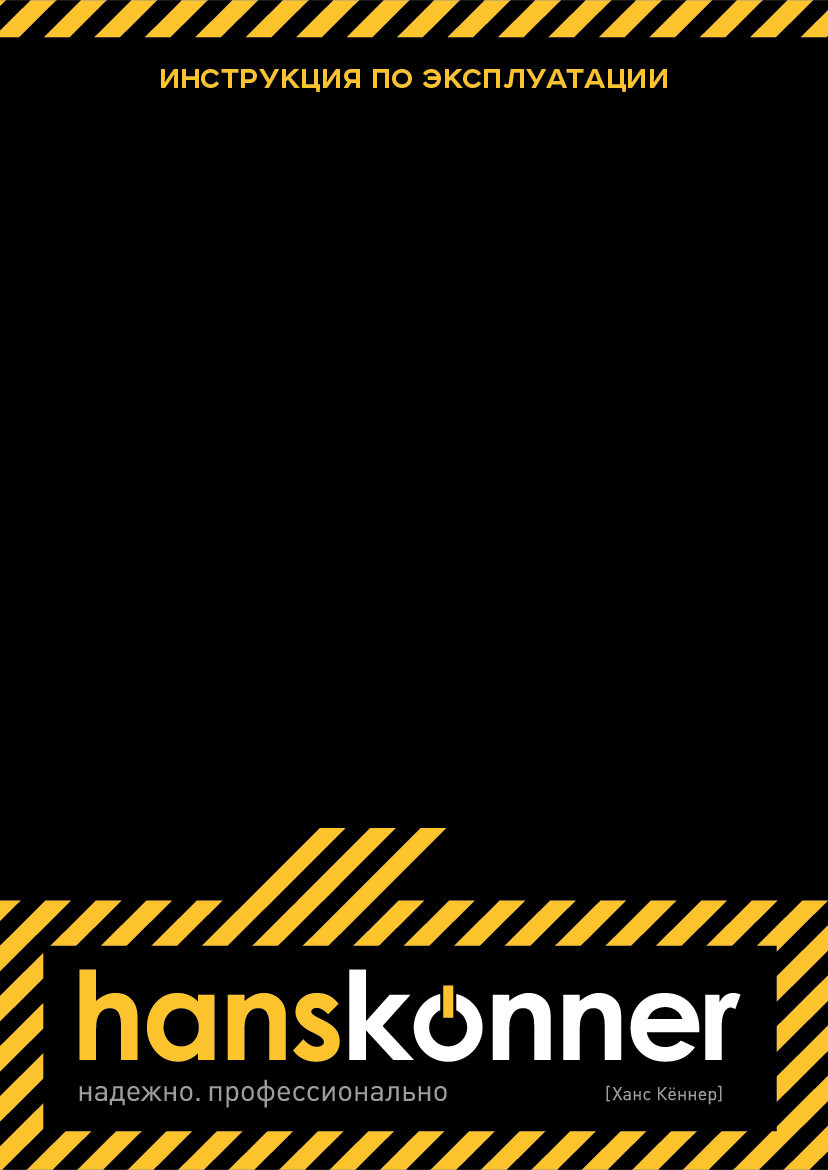 ИНСТРУКЦИЯ ПО ЭКСПЛУАТАЦИИ
hanskonner
надежно. профессионально [Ханс Кённер]